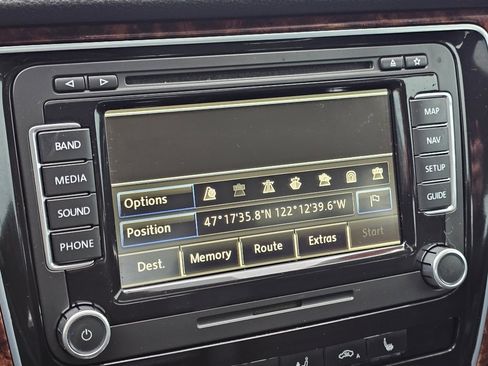 BAND
MEDIA
SOUND
PHONE
MAP
NAV
SETUP
GUIDE
Options
Position 47°17'35.8"N 122°12'39.6"W
Dest. Memory Route Extras Start
A